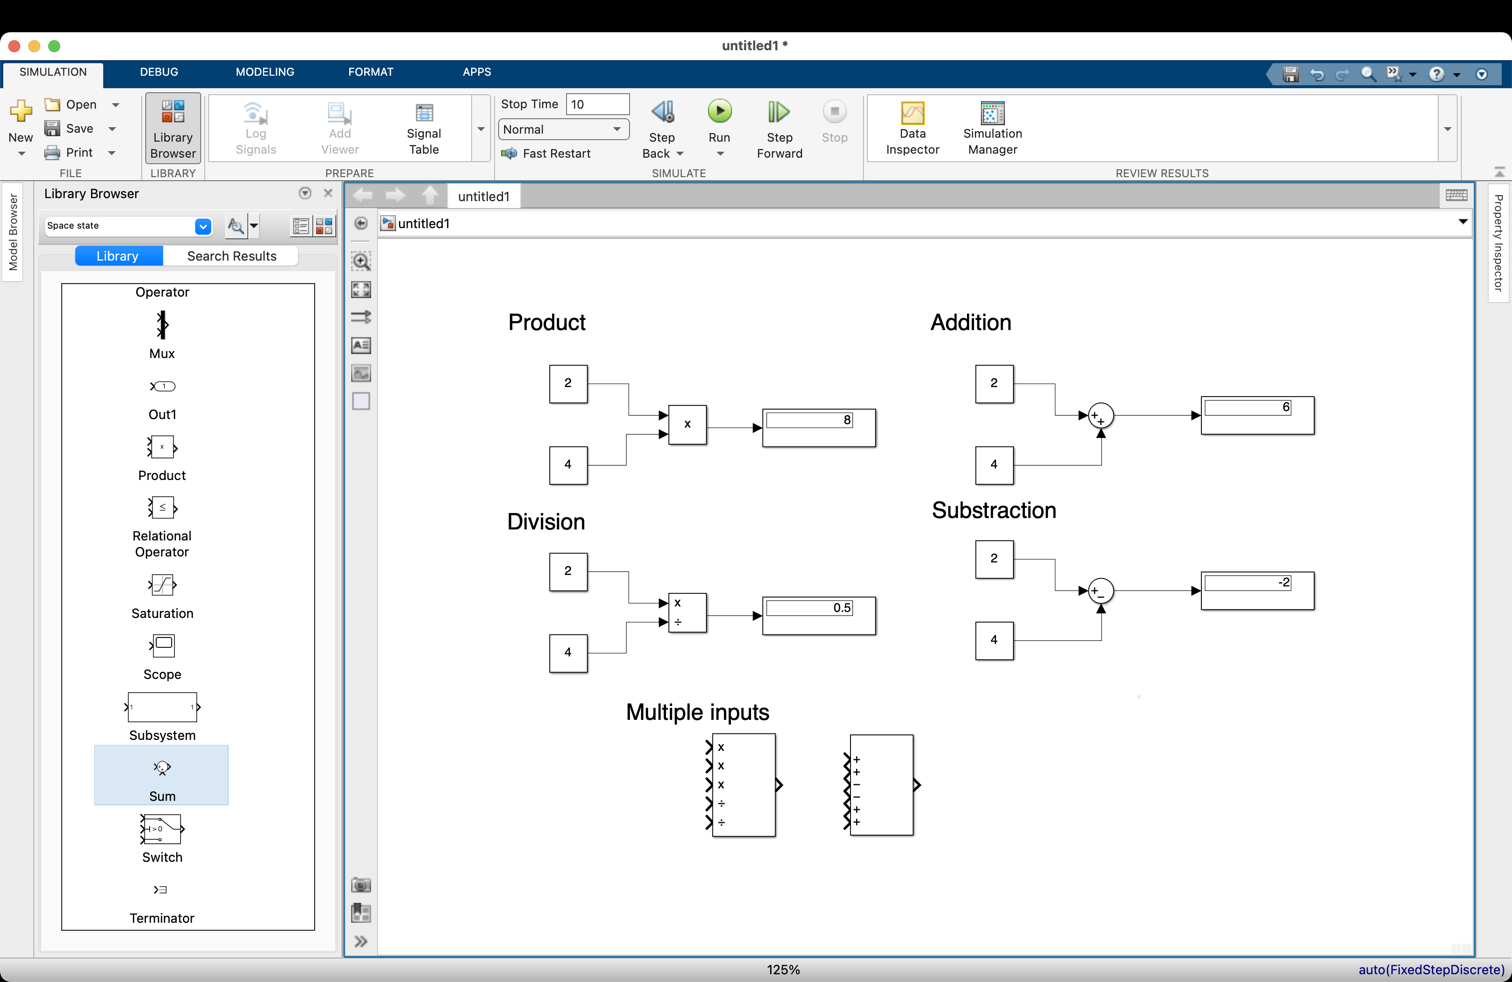 untitled1 *
SIMULATION DEBUG MODELING FORMAT APPS
New
Open
Save
Print
FILE
Library
Browser
LIBRARY
Log
Signals
Add
Viewer
Signal
Table
PREPARE
Stop Time 10
Normal
Fast Restart
Step
Back
Run
Step
Forward
Stop
SIMULATE
Data
Inspector
Simulation
Manager
REVIEW RESULTS
Model Browser
Library Browser
Space state
Library Search Results
Operator
Mux
1
Out1
x
Product
≤
Relational
Operator
Saturation
Scope
1 1
Subsystem
Sum
> 0
Switch
Terminator
untitled1
untitled1
Property Inspector
Product
2
4
x
8
Addition
2
4
+
+
6
Division
2
4
x
÷
0.5
Substraction
2
4
+
−
-2
Multiple inputs
x
x
x
÷
÷
+
+
−
−
+
+
125%
auto(FixedStepDiscrete)